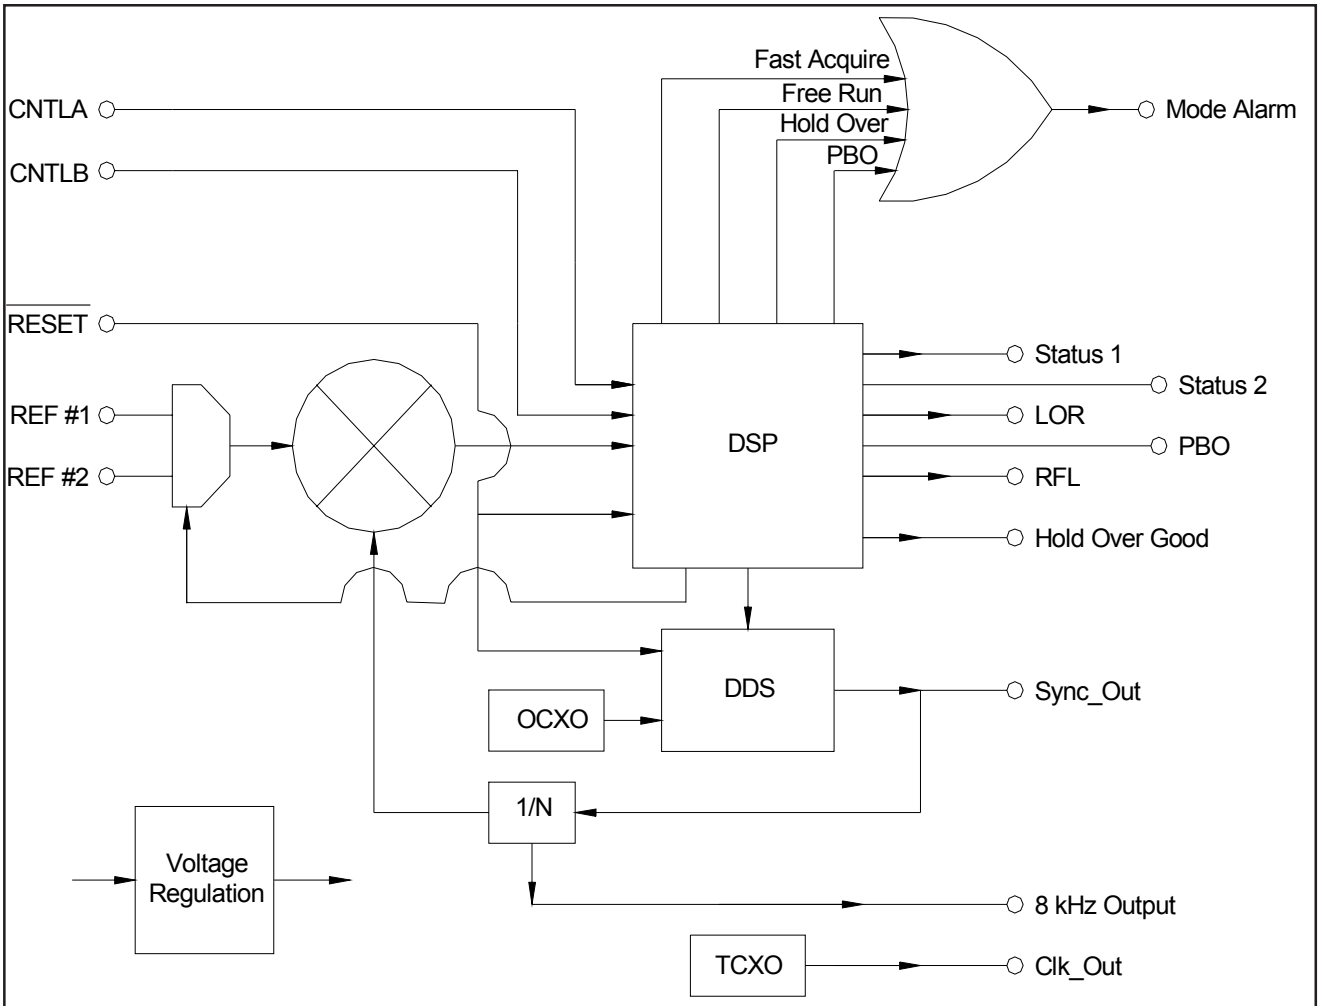 Fast Acquire
CNTLA
Free Run
Mode Alarm
Hold Over
PBO
CNTLB
RESET
Status 1
Status 2
REF #1
LOR
DSP
PBO
REF #2
RFL
Hold Over Good
DDS
Sync_Out
OCXO
1/N
Voltage
Regulation
8 kHz Output
TCXO
Clk_Out